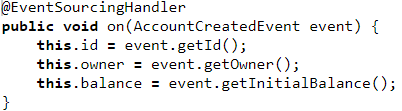 @EventSourcingHandler
public void on(AccountCreatedEvent event) {
    this.id = event.getId();
    this.owner = event.getOwner();
    this.balance = event.getInitialBalance();
}